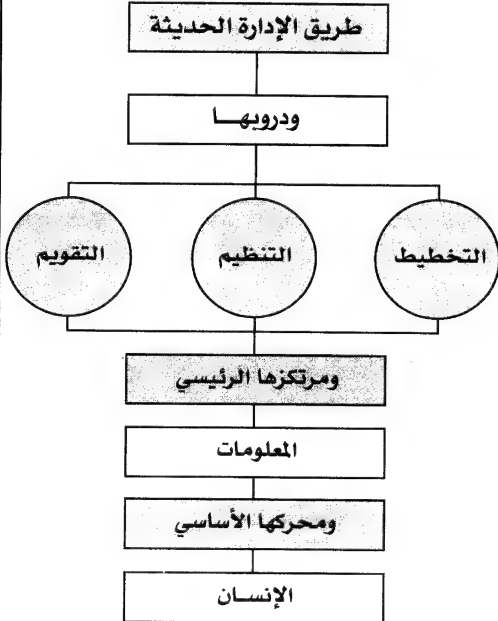 طريق الإدارة الحديثة
ودروبهـــا
التخطيط
التنظيم
التقويم
ومرتكزها الرئيسي
المعلومات
ومحركها الأساسي
الإنســان